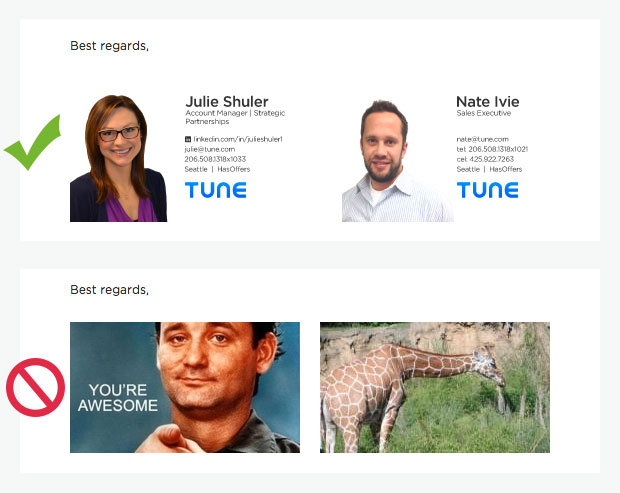 Best regards,
Julie Shuler
Account Manager | Strategic
Partnerships
linkedin.com/in/julieshuler1
julie@tune.com
206.508.1318x1033
Seattle | HasOffers
TUNE
Nate Ivie
Sales Executive
nate@tune.com
tel: 206.508.1318x1021
cel: 425.922.7263
Seattle | HasOffers
TUNE
Best regards,
YOU'RE
AWESOME